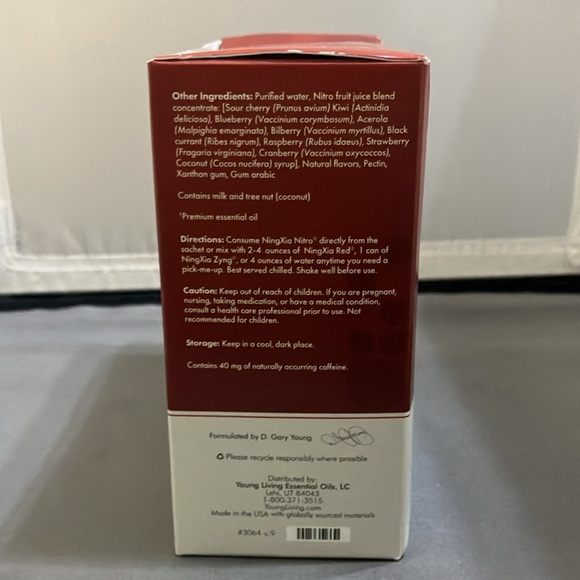 Other Ingredients: Purified water, Nitro fruit juice blend
concentrate: [Sour cherry (Prunus avium) Kiwi (Actinidia
deliciosa), Blueberry (Vaccinium corymbosum), Acerola
(Malpighia emarginata), Bilberry (Vaccinium myrtillus), Black
currant (Ribes nigrum), Raspberry (Rubus idaeus), Strawberry
(Fragaria virginiana), Cranberry (Vaccinium oxycoccos),
Coconut (Cocos nucifera) syrup], Natural flavors, Pectin,
Xanthan gum, Gum arabic
Contains milk and tree nut (coconut)
†Premium essential oil
Directions: Consume NingXia Nitro® directly from the
sachet or mix with 2-4 ounces of NingXia Red®, 1 can of
NingXia Zyng®, or 4 ounces of water anytime you need a
pick-me-up. Best served chilled. Shake well before use.
Caution: Keep out of reach of children. If you are pregnant,
nursing, taking medication, or have a medical condition,
consult a health care professional prior to use. Not
recommended for children.
Storage: Keep in a cool, dark place.
Contains 40 mg of naturally occurring caffeine.
Formulated by D. Gary Young
Please recycle responsibly where possible
Distributed by:
Young Living Essential Oils, LC
Lehi, UT 84043
1-800-371-3515
YoungLiving.com
Made in the USA with globally sourced materials
#3064 v.9